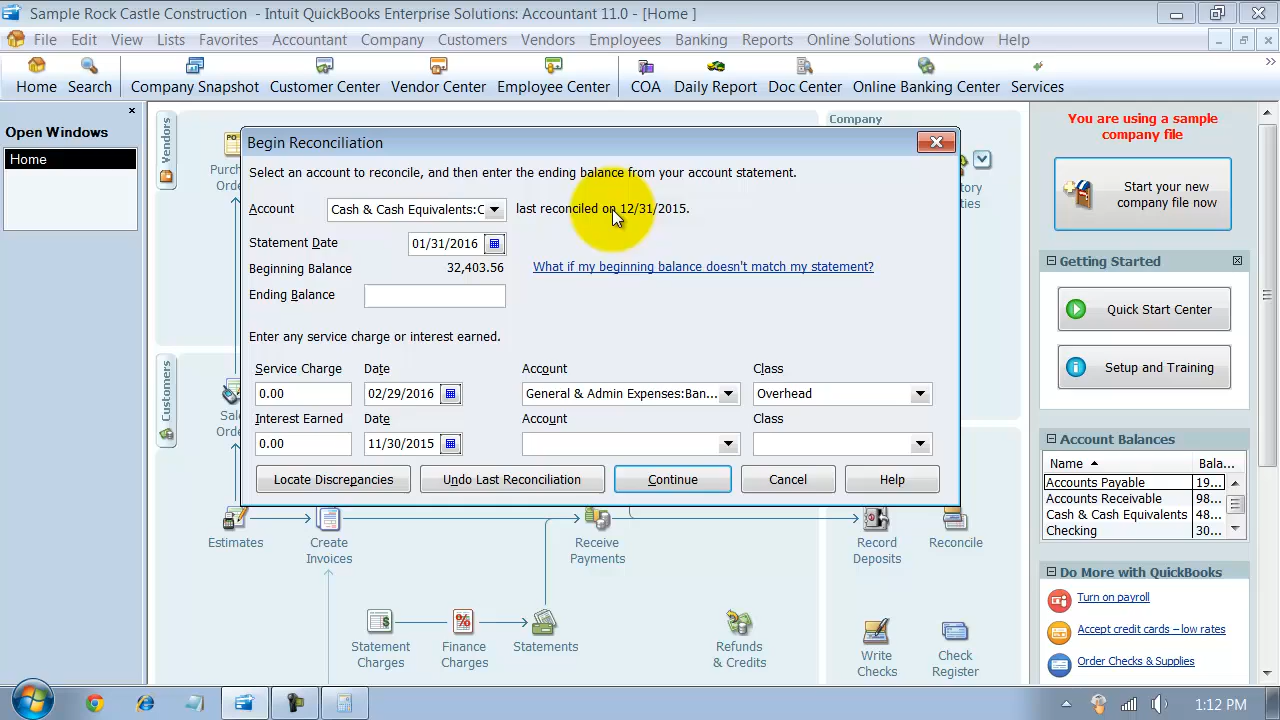 Sample Rock Castle Construction - Intuit QuickBooks Enterprise Solutions: Accountant 11.0 - [Home ]
File Edit View Lists Favorites Accountant Company Customers Vendors Employees Banking Reports Online Solutions Window Help
Home Search Company Snapshot Customer Center Vendor Center Employee Center COA Daily Report Doc Center Online Banking Center Services
Open Windows
Home
Vendors
Customers
Company
Begin Reconciliation
Select an account to reconcile, and then enter the ending balance from your account statement.
Account Cash & Cash Equivalents:C last reconciled on 12/31/2015.
Statement Date 01/31/2016
Beginning Balance 32,403.56 What if my beginning balance doesn't match my statement?
Ending Balance
Enter any service charge or interest earned.
Service Charge Date Account Class
0.00 02/29/2016 General & Admin Expenses:Ban... Overhead
Interest Earned Date Account Class
0.00 11/30/2015
Locate Discrepancies Undo Last Reconciliation Continue Cancel Help
Estimates
Create
Invoices
Receive
Payments
Record
Deposits
Reconcile
Statement
Charges
Finance
Charges
Statements
Refunds
& Credits
Write
Checks
Check
Register
You are using a sample
company file
Start your new
company file now
Getting Started
Quick Start Center
Setup and Training
Account Balances
Name Bala...
Accounts Payable 19...
Accounts Receivable 98...
Cash & Cash Equivalents 48...
Checking 30...
Do More with QuickBooks
Turn on payroll
Accept credit cards – low rates
Order Checks & Supplies
1:12 PM